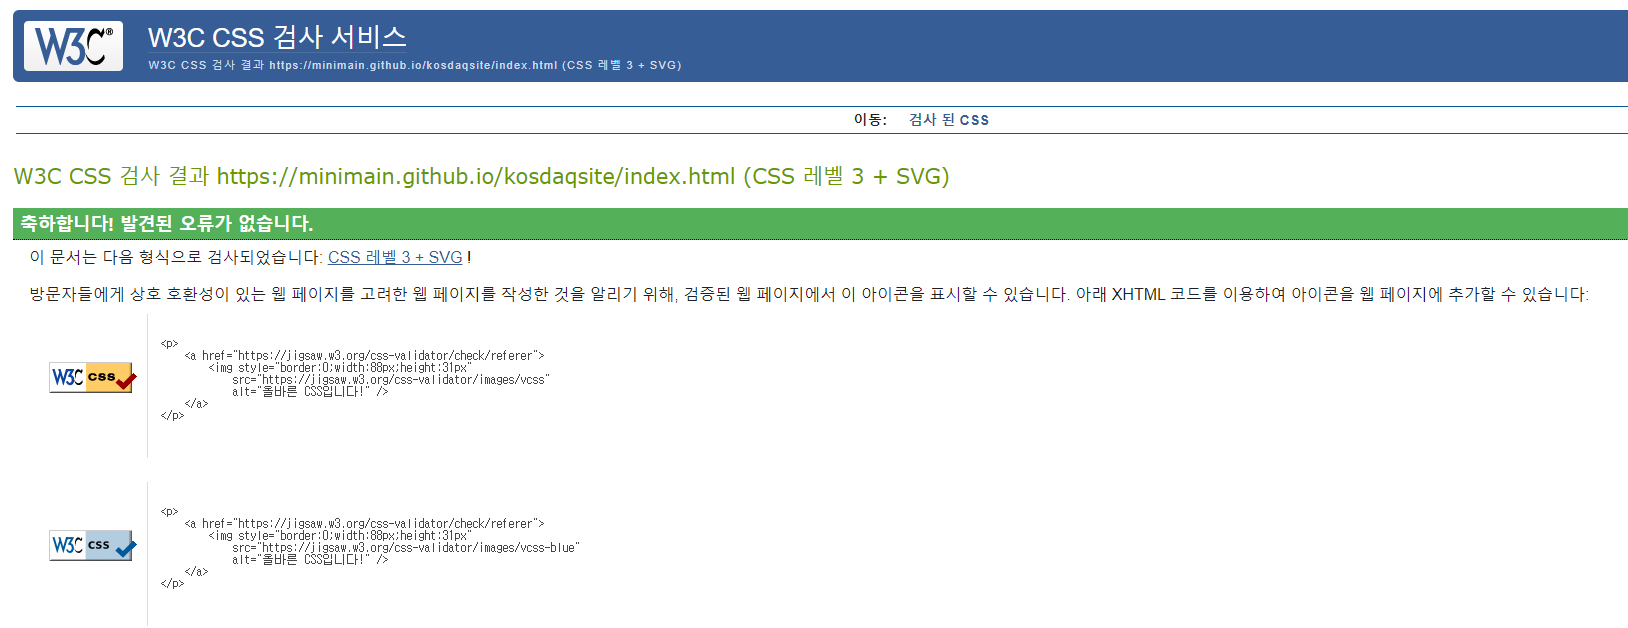 W3C®
W3C CSS 검사 서비스
W3C CSS 검사 결과 https://minimain.github.io/kosdaqsite/index.html (CSS 레벨 3 + SVG)
이동: 검사 된 CSS
W3C CSS 검사 결과 https://minimain.github.io/kosdaqsite/index.html (CSS 레벨 3 + SVG)
축하합니다! 발견된 오류가 없습니다.
이 문서는 다음 형식으로 검사되었습니다: CSS 레벨 3 + SVG !
방문자들에게 상호 호환성이 있는 웹 페이지를 고려한 웹 페이지를 작성한 것을 알리기 위해, 검증된 웹 페이지에서 이 아이콘을 표시할 수 있습니다. 아래 XHTML 코드를 이용하여 아이콘을 웹 페이지에 추가할 수 있습니다:
W3C css
<p>
<a href="https://jigsaw.w3.org/css-validator/check/referer">
<img style="border:0;width:88px;height:31px"
src="https://jigsaw.w3.org/css-validator/images/vcss"
alt="올바른 CSS입니다!" />
</a>
</p>
W3C css
<p>
<a href="https://jigsaw.w3.org/css-validator/check/referer">
<img style="border:0;width:88px;height:31px"
src="https://jigsaw.w3.org/css-validator/images/vcss-blue"
alt="올바른 CSS입니다!" />
</a>
</p>